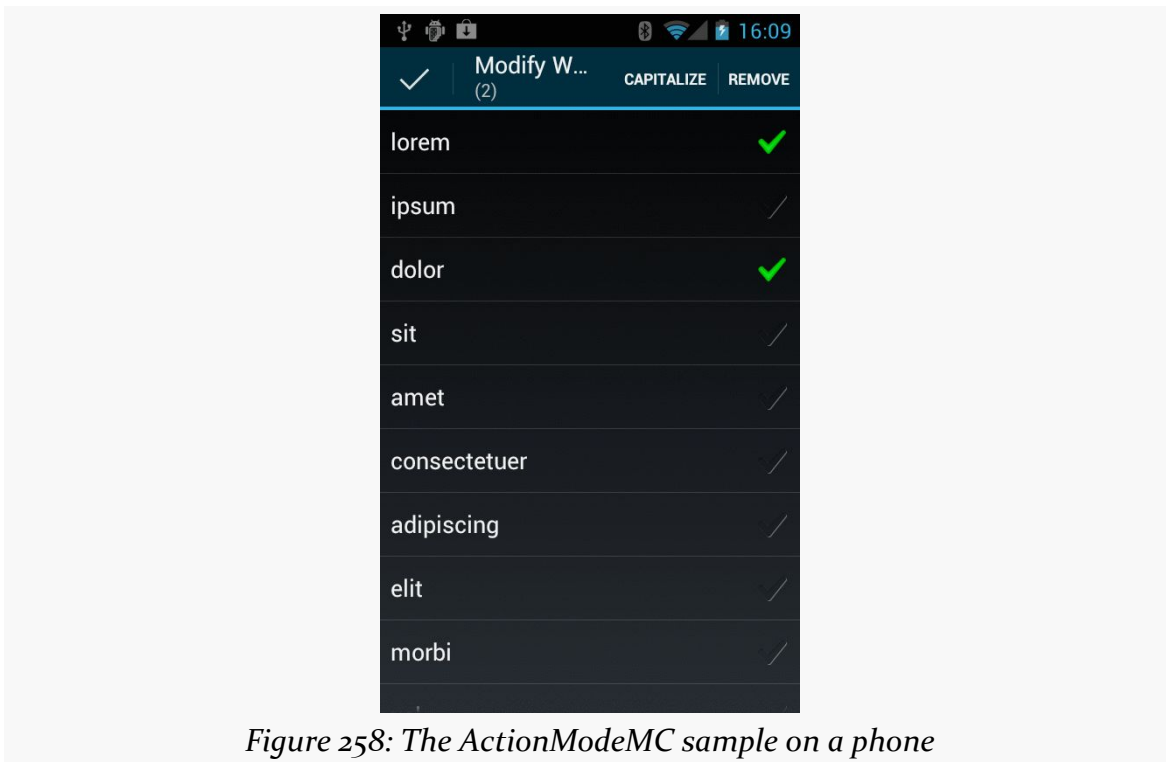 16:09
Modify W...
(2)
CAPITALIZE REMOVE
lorem
ipsum
dolor
sit
amet
consectetuer
adipiscing
elit
morbi
Figure 258: The ActionModeMC sample on a phone